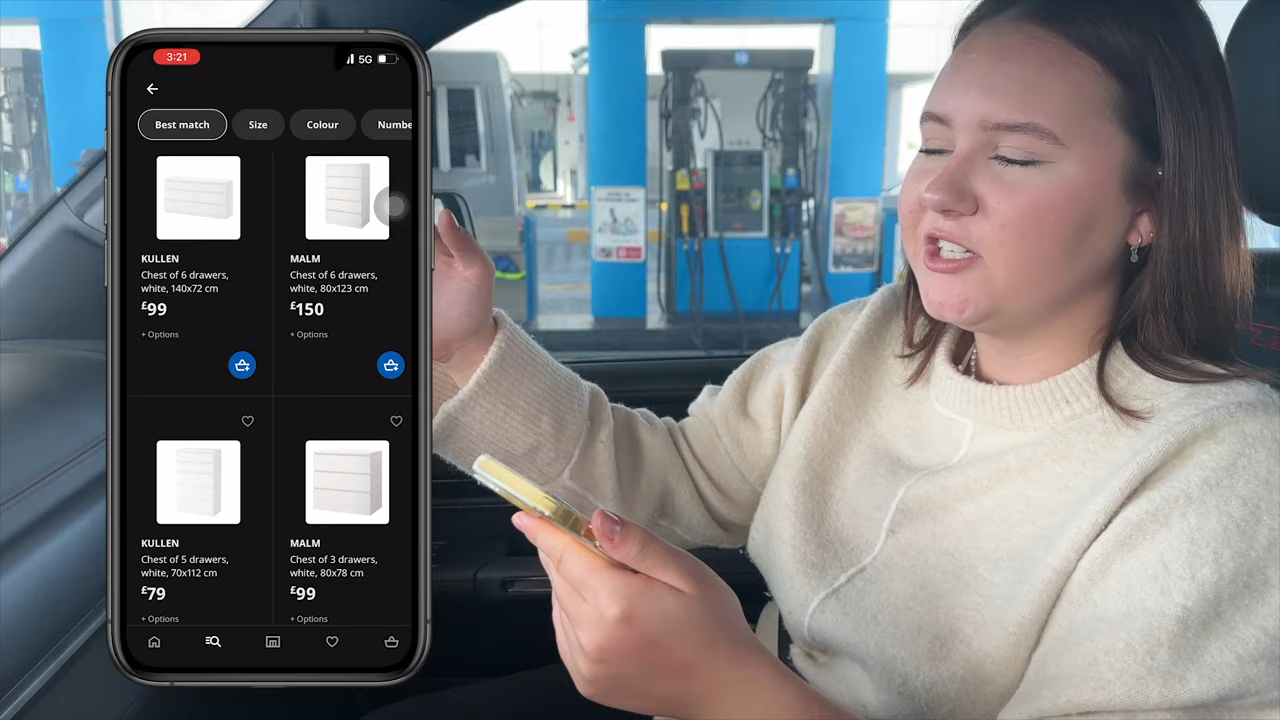 3:21
5G
Best match
Size
Colour
Numbe
KULLEN
Chest of 6 drawers,
white, 140x72 cm
£99
+ Options
MALM
Chest of 6 drawers,
white, 80x123 cm
£150
+ Options
KULLEN
Chest of 5 drawers,
white, 70x112 cm
£79
+ Options
MALM
Chest of 3 drawers,
white, 80x78 cm
£99
+ Options